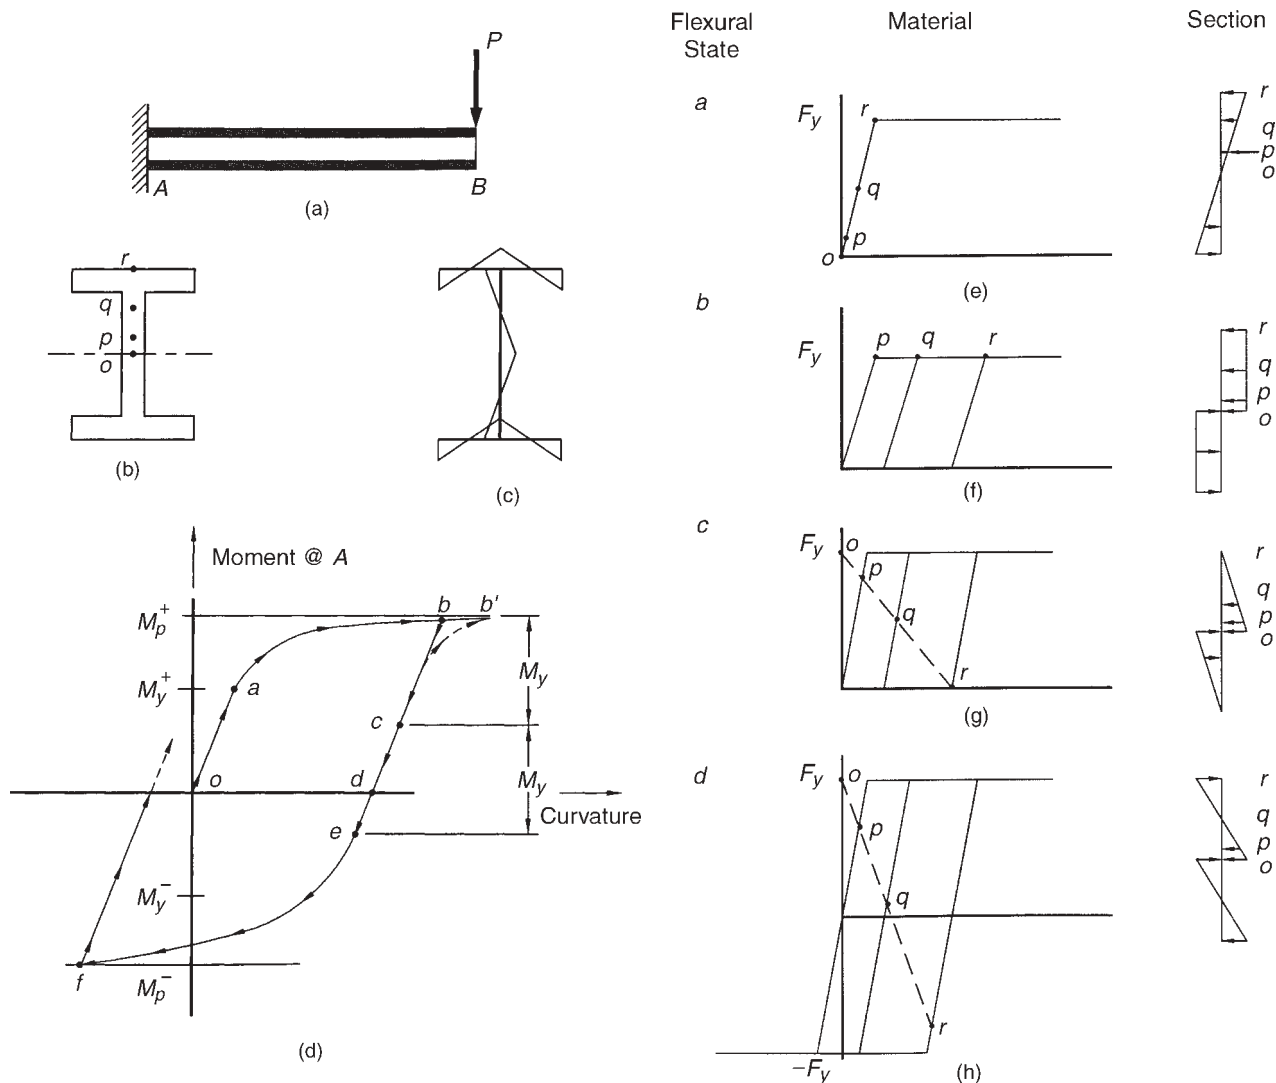 P
A
B
(a)
r
q
p
o
(b)
(c)
Moment @ A
M_p^+
M_y^+
b
b'
a
c
M_y
o
d
M_y
Curvature
e
M_y^-
f
M_p^-
(d)
Flexural State
Material
Section
a
F_y
r
q
p
o
(e)
r
q
p
o
b
F_y
p
q
r
(f)
r
q
p
o
c
F_y
o
p
q
r
(g)
r
q
p
o
d
F_y
o
p
q
r
-F_y
(h)
r
q
p
o